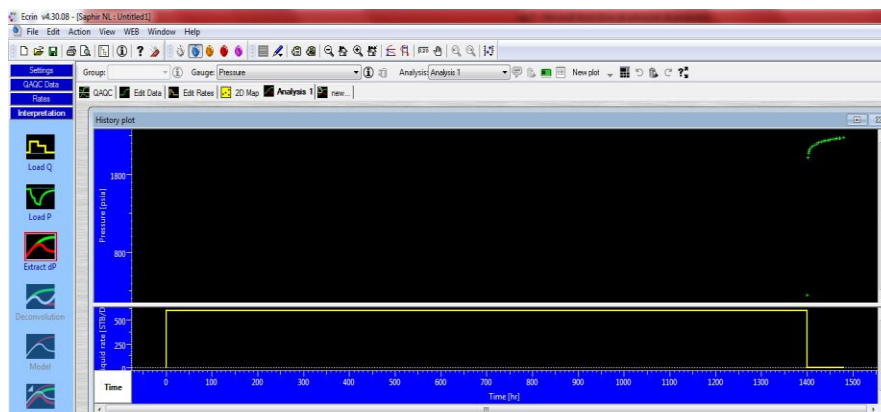 Ecrin v4.30.08 - [Saphir NL : Untitled1]
File Edit Action View WEB Window Help
Settings
Group: Gauge: Pressure Analysis: Analysis 1 New plot
QAQC Data
Rates
QAQC Edit Data Edit Rates 2D Map Analysis 1 new...
Interpretation
History plot
Load Q
Load P
Extract dP
Deconvolution
Model
1800
800
Pressure [psia]
500
250
0
Liquid rate [STB/D
Time
0 100 200 300 400 500 600 700 800 900 1000 1100 1200 1300 1400 1500
Time [hr]